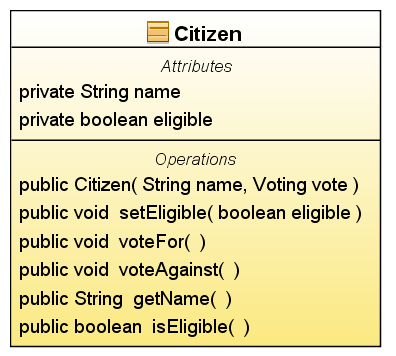 Citizen
Attributes
private String name
private boolean eligible
Operations
public Citizen( String name, Voting vote )
public void  setEligible( boolean eligible )
public void  voteFor(  )
public void  voteAgainst(  )
public String  getName(  )
public boolean  isEligible(  )